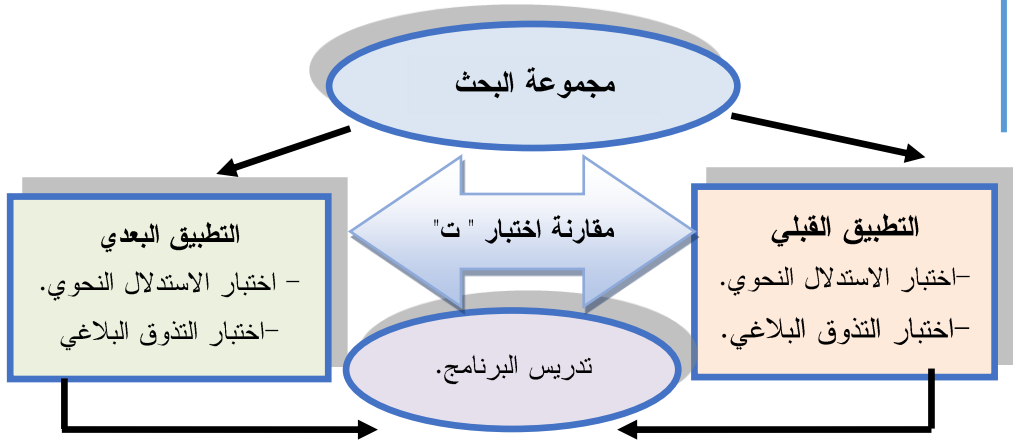 مجموعة البحث
التطبيق القبلي
-اختبار الاستدلال النحوي.
-اختبار التذوق البلاغي.
مقارنة اختبار " ت"
التطبيق البعدي
- اختبار الاستدلال النحوي.
-اختبار التذوق البلاغي
تدريس البرنامج.